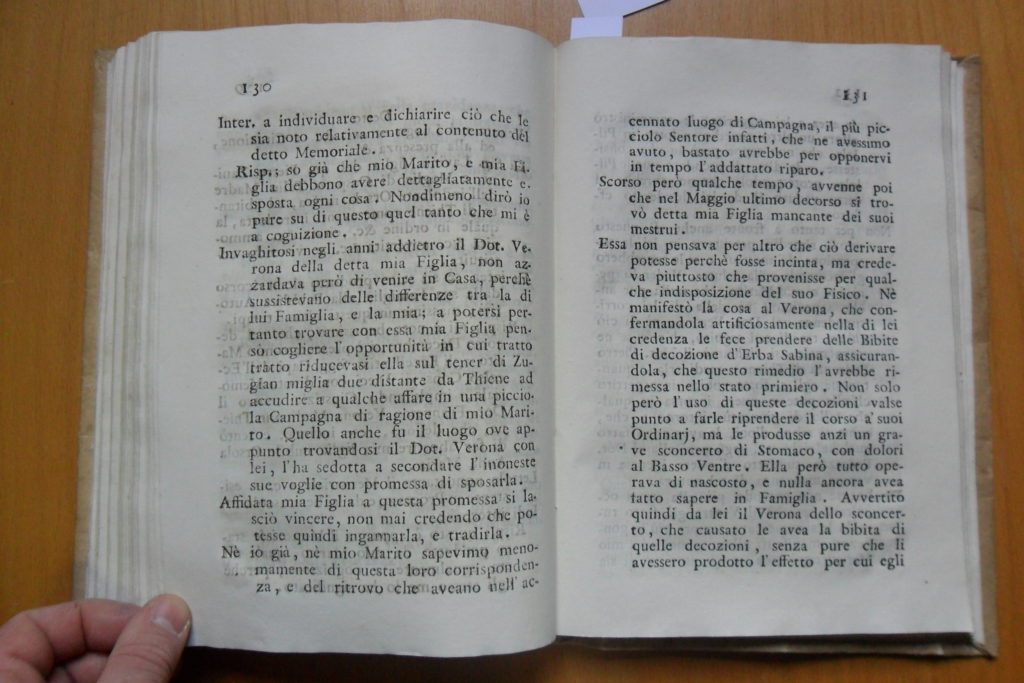 130
Inter. a individuare e dichiarire ciò che le
sia noto relativamente al contenuto del
detto Memoriale.
Risp.; so già che mio Marito, e mia Fi-
glia debbono avere dettagliatamente e-
sposta ogni cosa. Nondimeno dirò io
pure su di questo quel tanto che mi è
a cognizione.
Invaghitosi negli anni addietro il Dot. Ve-
rona della detta mia Figlia, non az-
zardava però di venire in Casa, perchè
sussistevano delle differenze tra la di
lui Famiglia, e la mia; a potersi per-
tanto trovare con essa mia Figlia pen-
sò cogliere l'opportunità in cui tratto
tratto riducevasi ella sul tener di Zu-
gian miglia due distante da Thiene ad
accudire a qualche affare in una piccio-
la Campagna di ragione di mio Mari-
to. Quello anche fu il luogo ove ap-
punto trovandosi il Dot. Verona con
lei, l'ha sedotta a secondare l'inoneste
sue voglie con promessa di sposarla.
Affidata mia Figlia a questa promessa si la-
sciò vincere, non mai credendo che po-
tesse quindi ingannarla, e tradirla.
Nè io già, nè mio Marito sapevimo meno-
mamente di questa loro corrisponden-
za, e del ritrovo che aveano nell'ac-
131
cennato luogo di Campagna, il più pic-
ciolo Sentore infatti, che ne avessimo
avuto, bastato avrebbe per opponervi
in tempo l'addattato riparo.
Scorso però qualche tempo, avvenne poi
che nel Maggio ultimo decorso si tro-
vò detta mia Figlia mancante dei suoi
mestrui.
Essa non pensava per altro che ciò derivare
potesse perchè fosse incinta, ma crede-
va piuttosto che provenisse per qual-
che indisposizione del suo Fisico. Nè
manifestò la cosa al Verona, che con-
fermandola artificiosamente nella di lei
credenza le fece prendere delle Bibite
di decozione d'Erba Sabina, assicuran-
dola, che questo rimedio l'avrebbe ri-
messa nello stato primiero. Non solo
però l'uso di queste decozioni valse
punto a farle riprendere il corso a'suoi
Ordinarj, ma le produsse anzi un gra-
ve sconcerto di Stomaco, con dolori
al Basso Ventre. Ella però tutto ope-
rava di nascosto, e nulla ancora avea
fatto sapere in Famiglia. Avvertito
quindi da lei il Verona dello sconcer-
to, che causato le avea la bibita di
quelle decozioni, senza pure che li
avessero prodotto l'effetto per cui egli